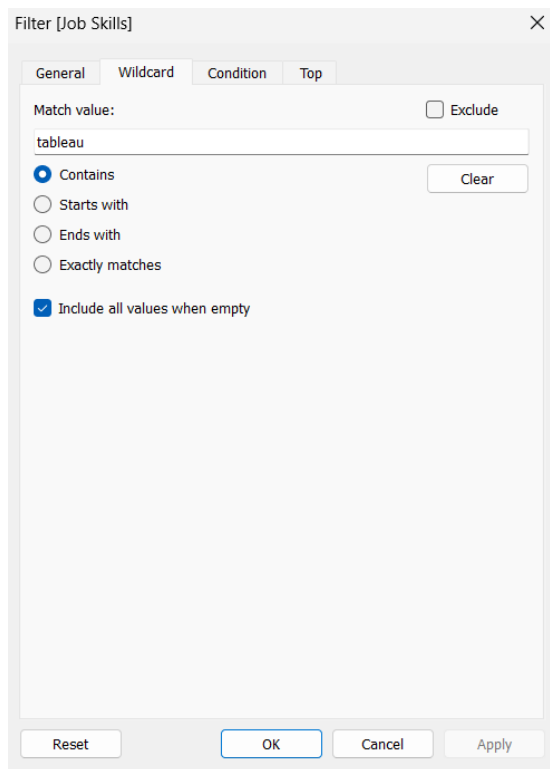 Filter [Job Skills]
General Wildcard Condition Top
Match value: Exclude
tableau
Contains Clear
Starts with
Ends with
Exactly matches
Include all values when empty
Reset OK Cancel Apply